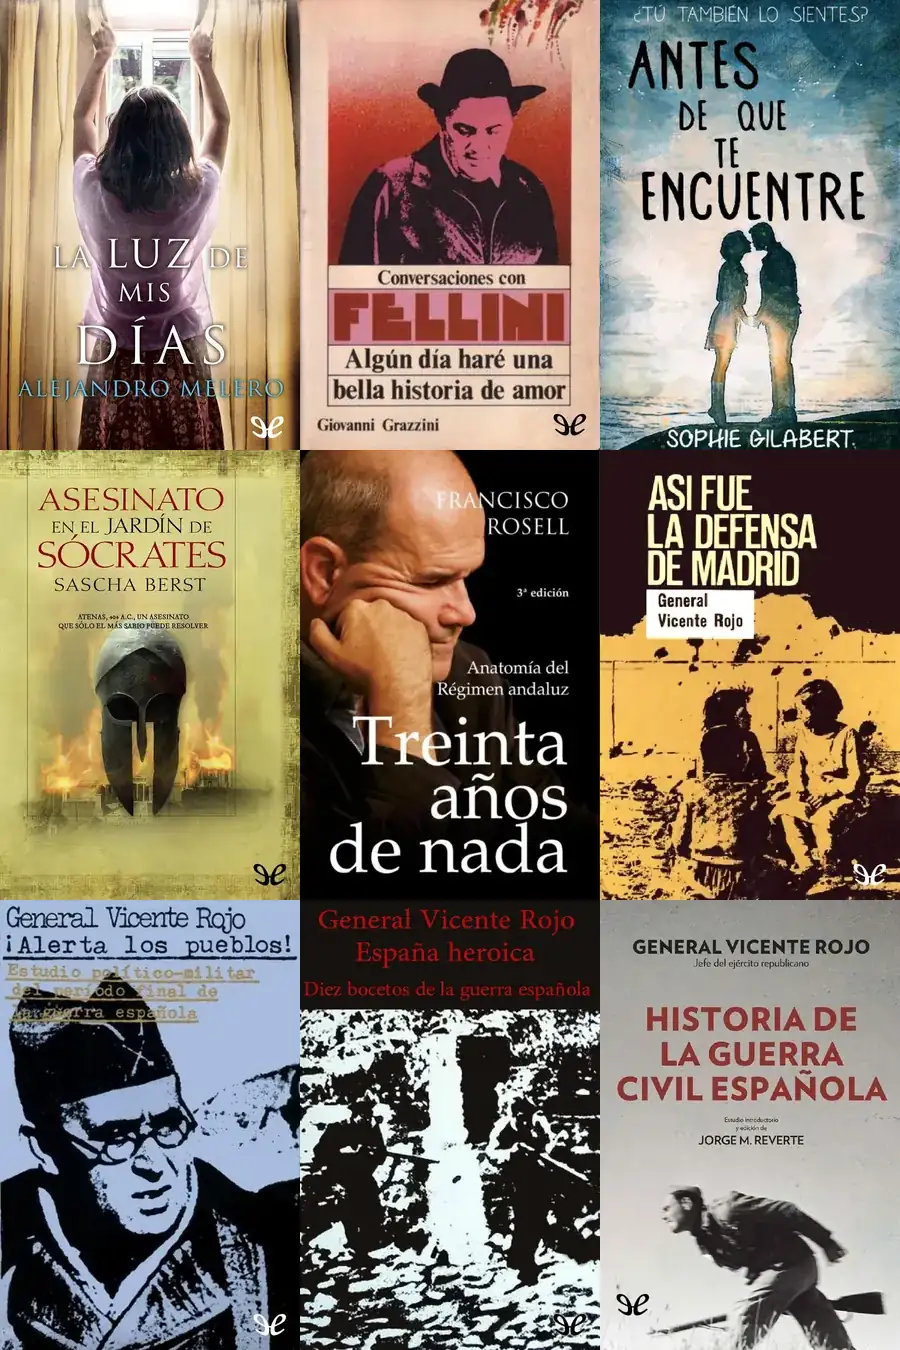 LA LUZ DE
MIS
DÍAS
ALEJANDRO MELERO
Conversaciones con
FELLINI
Algún día haré una
bella historia de amor
Giovanni Grazzini
¿TÚ TAMBIÉN LO SIENTES?
ANTES
DE QUE
TE
ENCUENTRE
SOPHIE GILABERT
ASESINATO
EN EL JARDÍN DE
SÓCRATES
SASCHA BERST
ATENAS, 404 A.C., UN ASESINATO
QUE SÓLO EL MÁS SABIO PUEDE RESOLVER
FRANCISCO
ROSELL
3ª edición
Anatomía del
Régimen andaluz
Treinta
años
de nada
ASI FUE
LA DEFENSA
DE MADRID
General
Vicente Rojo
General Vicente Rojo
¡Alerta los pueblos!
Estudio político-militar
del período final de
la guerra española
General Vicente Rojo
España heroica
Diez bocetos de la guerra española
GENERAL VICENTE ROJO
Jefe del ejército republicano
HISTORIA DE
LA GUERRA
CIVIL ESPAÑOLA
Estudio introductorio
y edición de
JORGE M. REVERTE